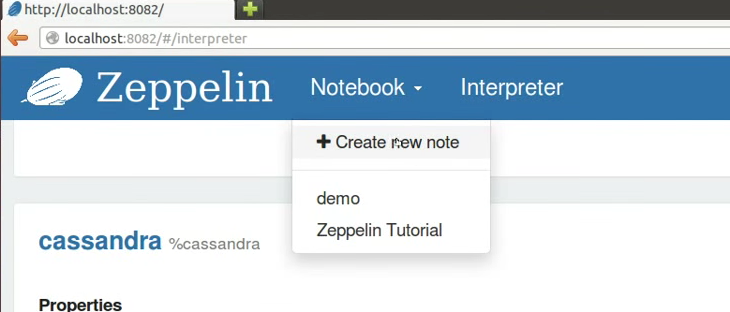 http://localhost:8082/
localhost:8082/#/interpreter
Zeppelin Notebook Interpreter
Create new note
demo
Zeppelin Tutorial
cassandra %cassandra
Properties